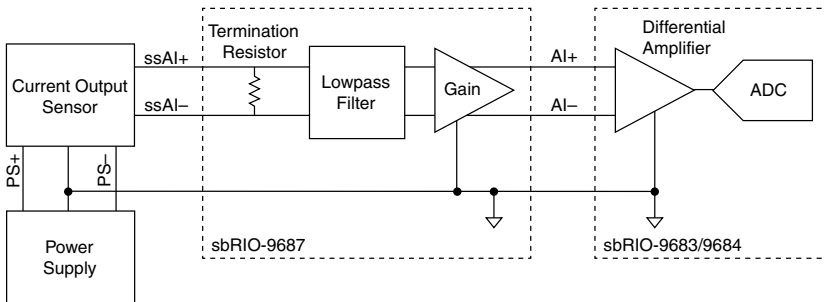 Termination
Resistor
Differential
Amplifier
ssAI+
AI+
Current Output
Sensor
Lowpass
Filter
Gain
ADC
ssAI–
AI–
PS+
PS–
Power
Supply
sbRIO-9687
sbRIO-9683/9684